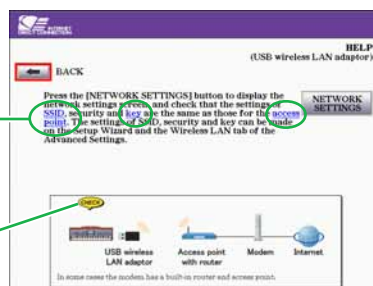 INTERNET
DIRECT CONNECTION
HELP
(USB wireless LAN adaptor)
BACK
Press the [NETWORK SETTINGS] button to display the
network settings screen, and check that the settings of
SSID, security and key are the same as those for the access
point. The settings of SSID, security and key can be made
on the Setup Wizard and the Wireless LAN tab of the
Advanced Settings.
NETWORK
SETTINGS
CHECK
USB wireless
LAN adaptor
Access point
with router
Modem
Internet
In some cases the modem has a built-in router and access point.